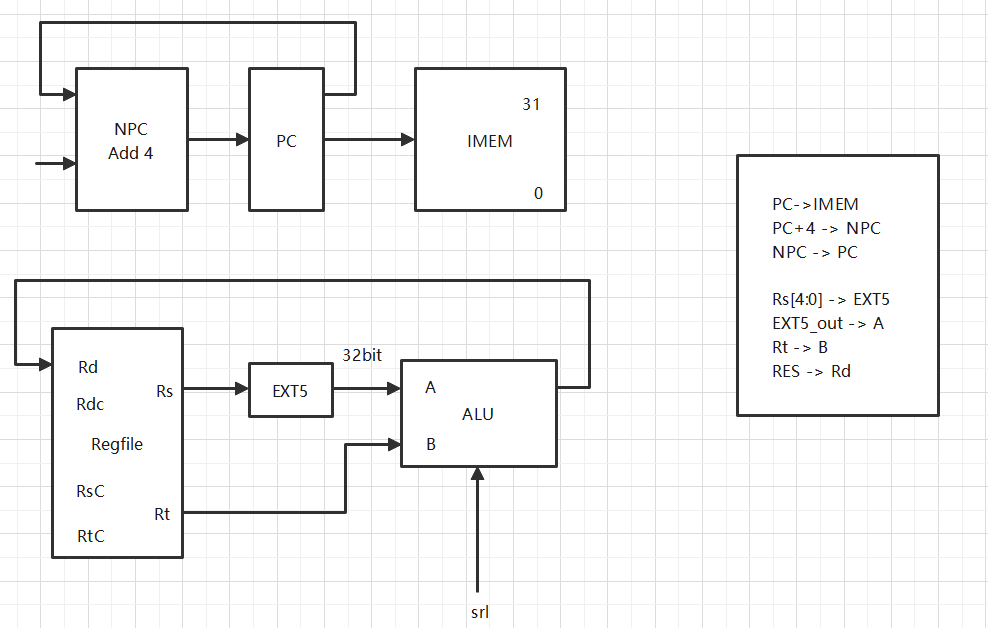 NPC
Add 4
PC
31
IMEM
0
PC->IMEM
PC+4 -> NPC
NPC -> PC
Rs[4:0] -> EXT5
EXT5_out -> A
Rt -> B
RES -> Rd
Rd
Rdc
Regfile
RsC
RtC
Rs
Rt
EXT5
32bit
A
ALU
B
srl